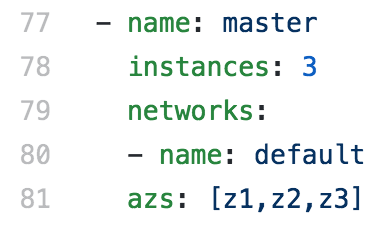 77 - name: master
78 instances: 3
79 networks:
80 - name: default
81 azs: [z1,z2,z3]